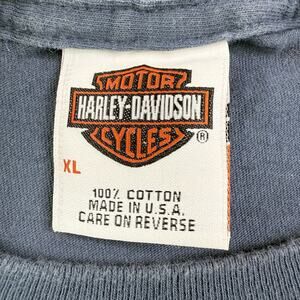 MOTOR
HARLEY-DAVIDSON
CYCLES
®
XL
100% COTTON
MADE IN U.S.A.
CARE ON REVERSE